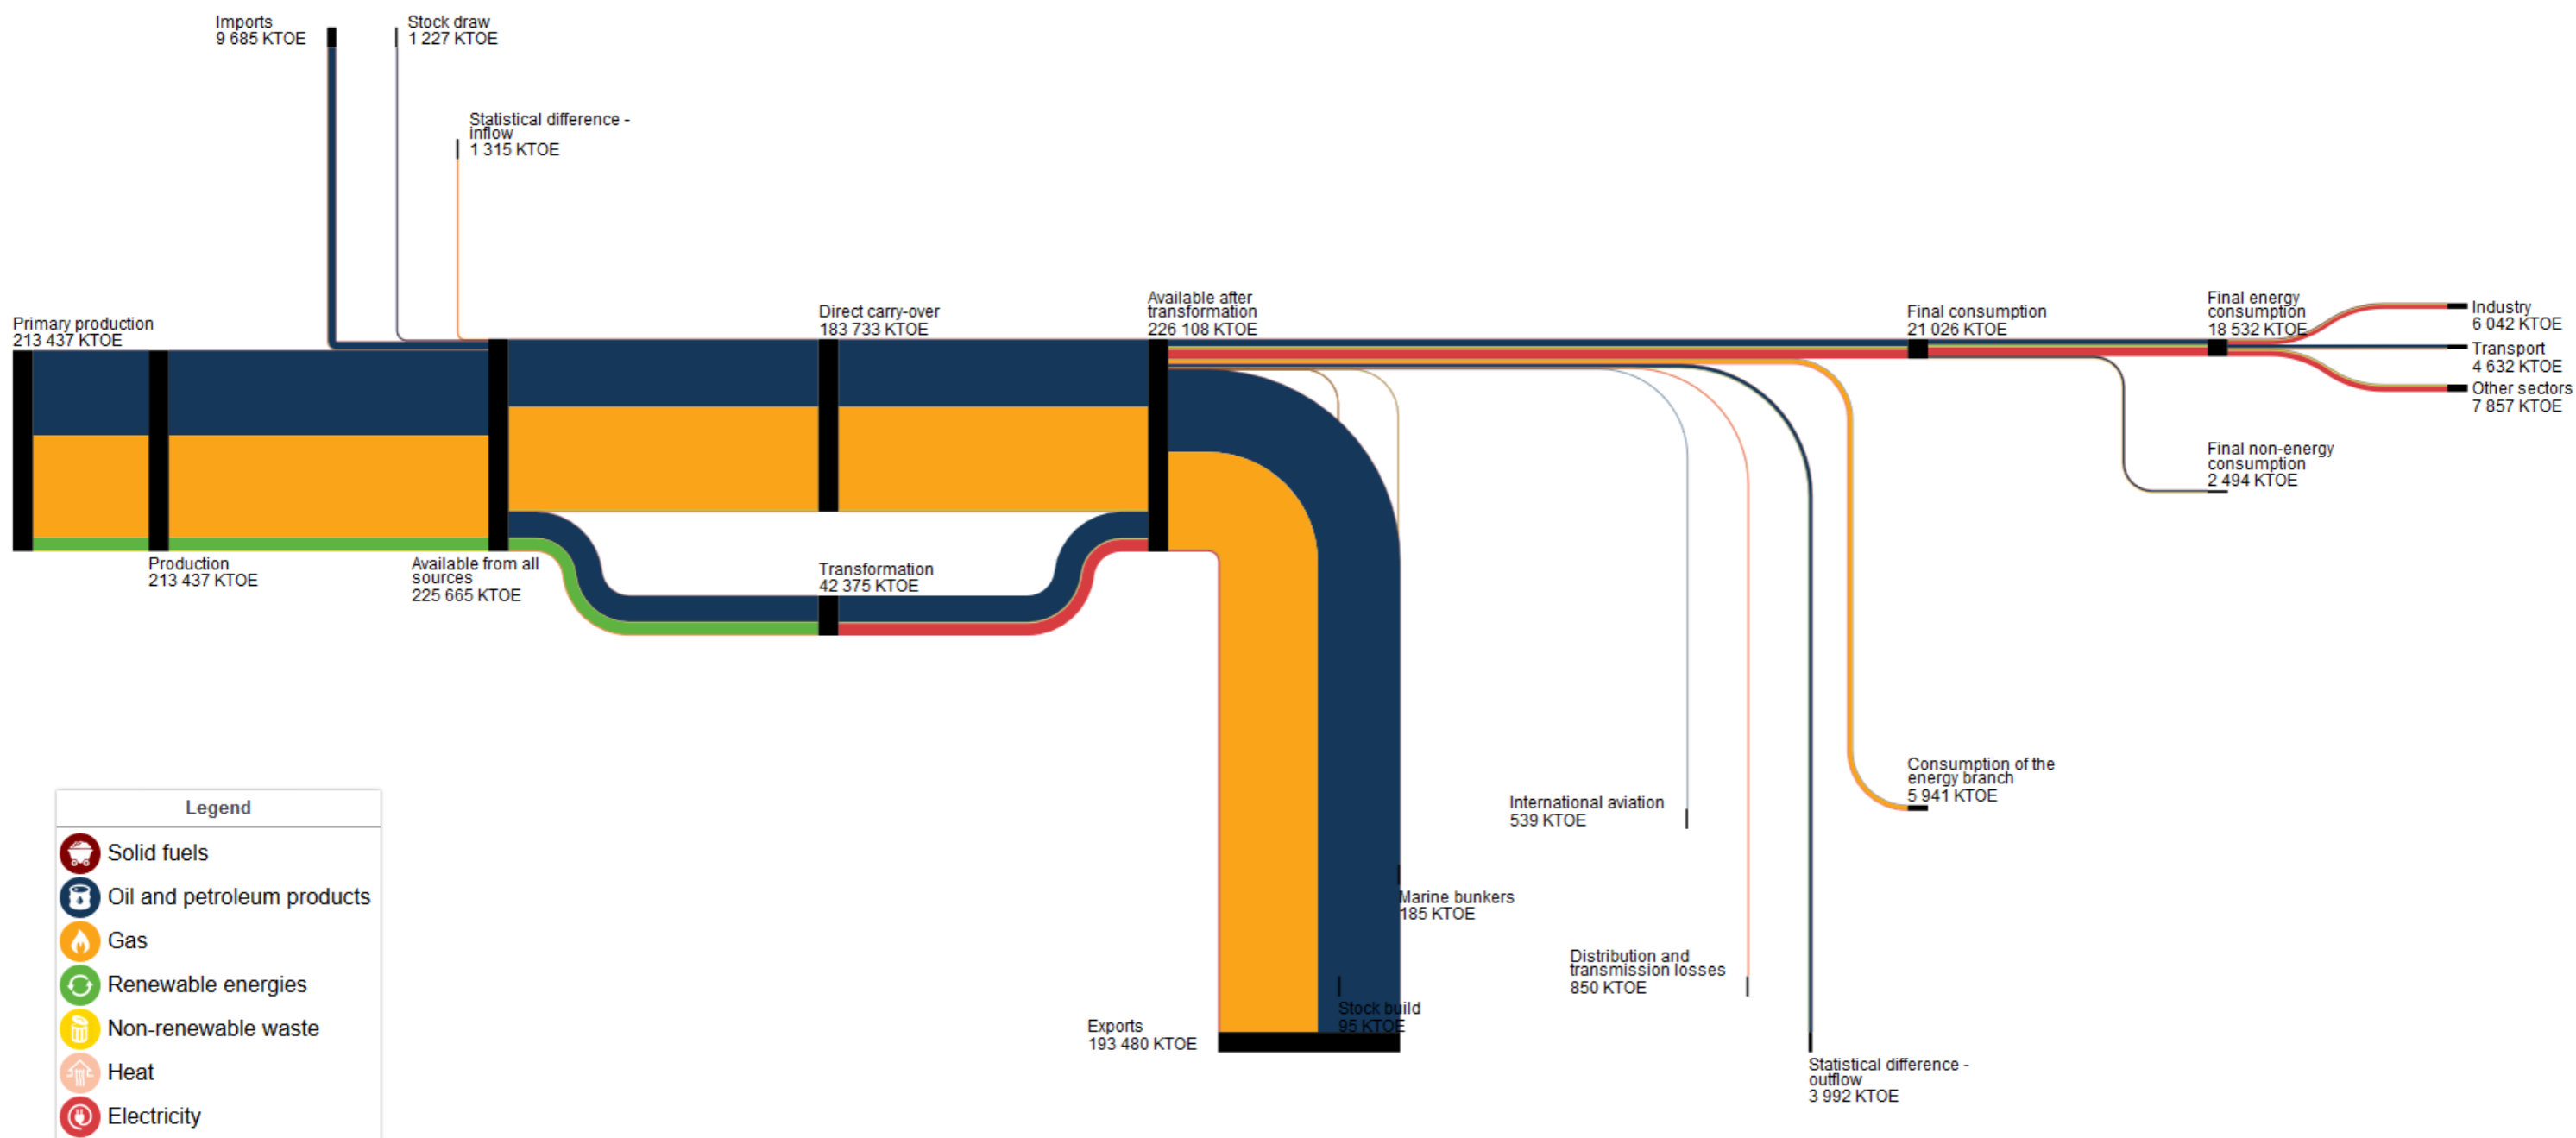 Imports
9 685 KTOE
Stock draw
1 227 KTOE
Statistical difference -
inflow
1 315 KTOE
Primary production
213 437 KTOE
Production
213 437 KTOE
Available from all
sources
225 665 KTOE
Direct carry-over
183 733 KTOE
Transformation
42 375 KTOE
Available after
transformation
226 108 KTOE
Final consumption
21 026 KTOE
Final energy
consumption
18 532 KTOE
Industry
6 042 KTOE
Transport
4 632 KTOE
Other sectors
7 857 KTOE
Final non-energy
consumption
2 494 KTOE
Consumption of the
energy branch
5 941 KTOE
International aviation
539 KTOE
Marine bunkers
185 KTOE
Distribution and
transmission losses
850 KTOE
Stock build
95 KTOE
Exports
193 480 KTOE
Statistical difference -
outflow
3 992 KTOE
Legend
Solid fuels
Oil and petroleum products
Gas
Renewable energies
Non-renewable waste
Heat
Electricity